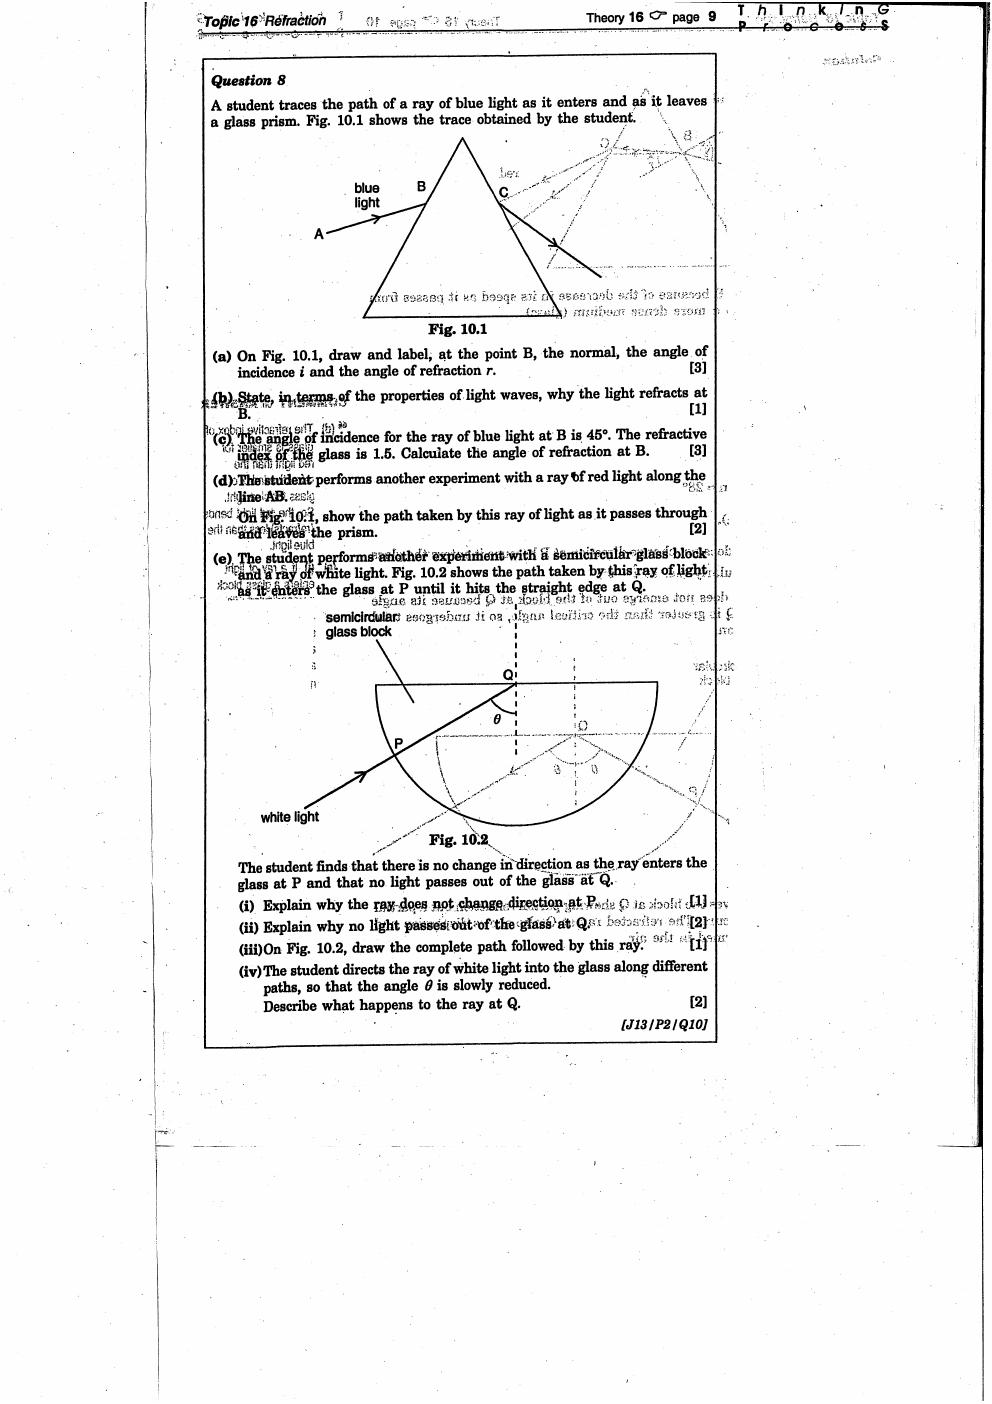 Topic 16 Refraction
Theory 16 ☞ page 9
ThinkinG
ProcesS
Question 8
A student traces the path of a ray of blue light as it enters and as it leaves
a glass prism. Fig. 10.1 shows the trace obtained by the student.
blue
light
A
B
C
Fig. 10.1
(a) On Fig. 10.1, draw and label, at the point B, the normal, the angle of
incidence i and the angle of refraction r. [3]
(b) State, in terms of the properties of light waves, why the light refracts at
B. [1]
(c) The angle of incidence for the ray of blue light at B is 45°. The refractive
index of the glass is 1.5. Calculate the angle of refraction at B. [3]
(d) The student performs another experiment with a ray of red light along the
line AB.
On Fig. 10.1, show the path taken by this ray of light as it passes through
and leaves the prism. [2]
(e) The student performs another experiment with a semicircular glass block
and a ray of white light. Fig. 10.2 shows the path taken by this ray of light
as it enters the glass at P until it hits the straight edge at Q.
semicircular
glass block
Q
θ
P
white light
Fig. 10.2
The student finds that there is no change in direction as the ray enters the
glass at P and that no light passes out of the glass at Q.
(i) Explain why the ray does not change direction at P. [1]
(ii) Explain why no light passes out of the glass at Q. [2]
(iii) On Fig. 10.2, draw the complete path followed by this ray. [1]
(iv) The student directs the ray of white light into the glass along different
paths, so that the angle θ is slowly reduced.
Describe what happens to the ray at Q. [2]
[J13/P2/Q10]